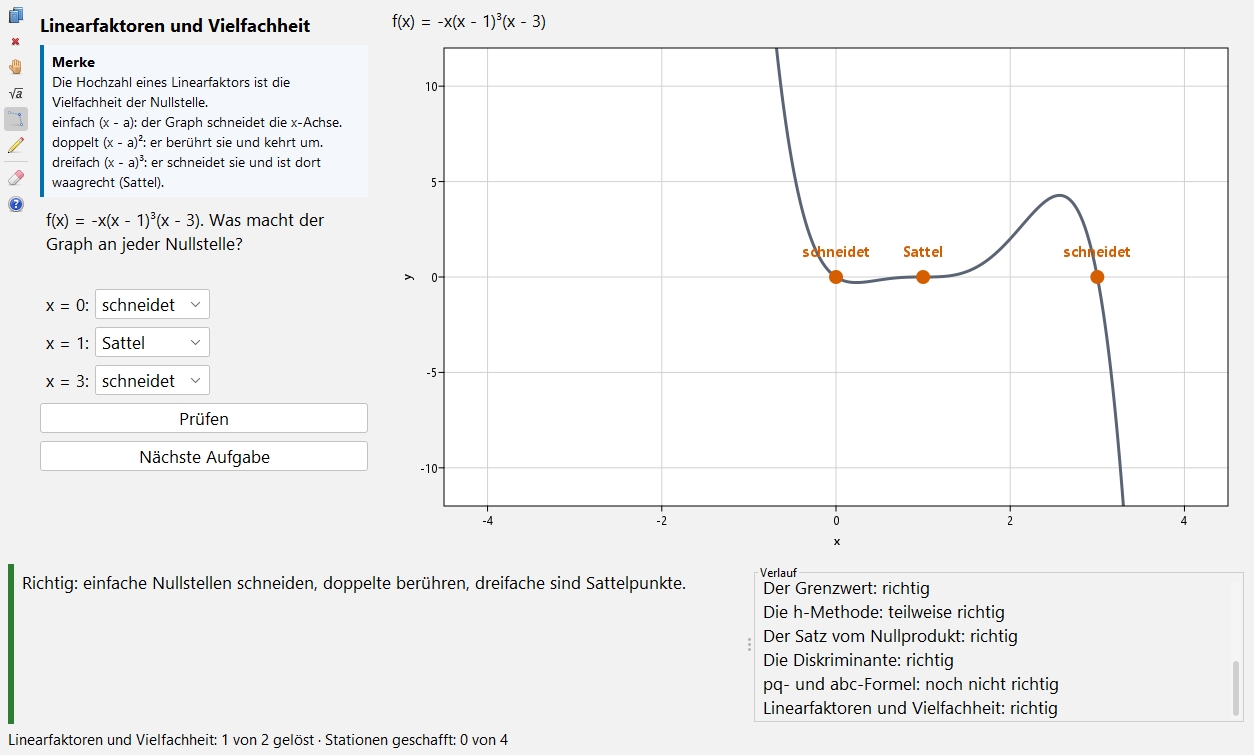 Linearfaktoren und Vielfachheit
Merke
Die Hochzahl eines Linearfaktors ist die
Vielfachheit der Nullstelle.
einfach (x - a): der Graph schneidet die x-Achse.
doppelt (x - a)²: er berührt sie und kehrt um.
dreifach (x - a)³: er schneidet sie und ist dort
waagrecht (Sattel).
f(x) = -x(x - 1)³(x - 3). Was macht der
Graph an jeder Nullstelle?
x = 0: schneidet
x = 1: Sattel
x = 3: schneidet
Prüfen
Nächste Aufgabe
√a
?
f(x) = -x(x - 1)³(x - 3)
10
5
0
-5
-10
y
schneidet Sattel schneidet
-4 -2 0 2 4
x
Richtig: einfache Nullstellen schneiden, doppelte berühren, dreifache sind Sattelpunkte.
Verlauf
Der Grenzwert: richtig
Die h-Methode: teilweise richtig
Der Satz vom Nullprodukt: richtig
Die Diskriminante: richtig
pq- und abc-Formel: noch nicht richtig
Linearfaktoren und Vielfachheit: richtig
Linearfaktoren und Vielfachheit: 1 von 2 gelöst · Stationen geschafft: 0 von 4